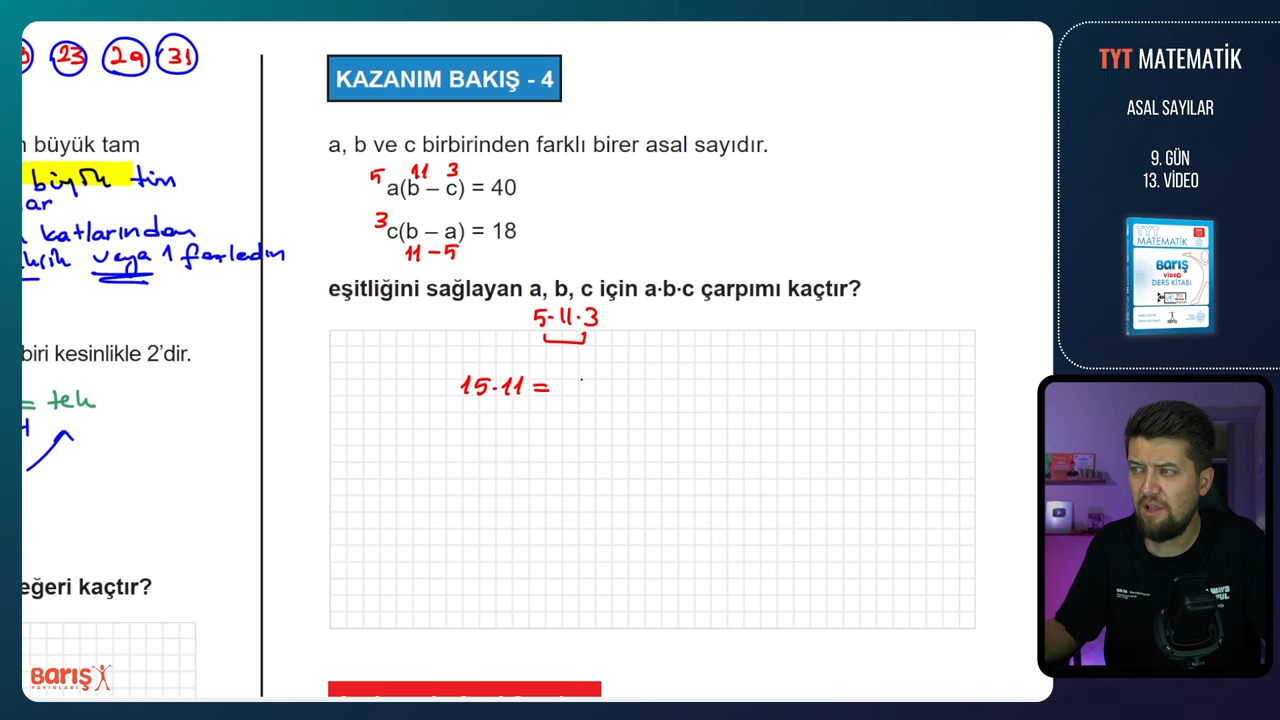 23 29 31
büyük tam
büyük tüm
ar
katlarından
veya 1 fazladır
biri kesinlikle 2'dir.
= tek
eğeri kaçtır?
BARIŞ
YAYINLARI
KAZANIM BAKIŞ - 4
a, b ve c birbirinden farklı birer asal sayıdır.
5 11 3
a(b – c) = 40
3
c(b – a) = 18
11 – 5
eşitliğini sağlayan a, b, c için a·b·c çarpımı kaçtır?
5·11·3
15·11 =
TYT MATEMATİK
ASAL SAYILAR
9. GÜN
13. VİDEO
TYT
MATEMATİK
BARIŞ
VİDEO
DERS KİTABI